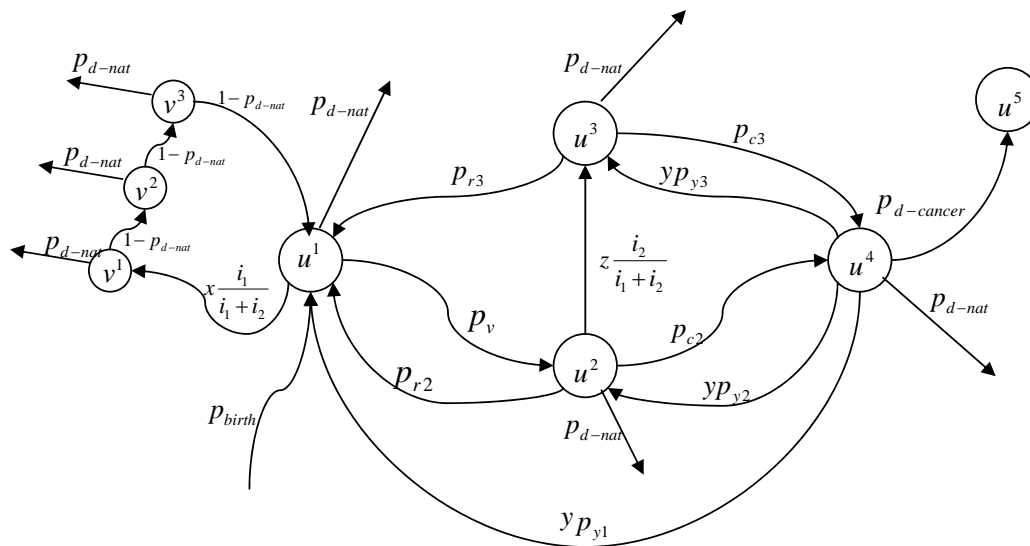 p_{d-nat}
v^3
1 - p_{d-nat}
p_{d-nat}
v^2
1 - p_{d-nat}
p_{d-nat}
v^1
1 - p_{d-nat}
x \frac{i_1}{i_1 + i_2}
p_{d-nat}
u^1
p_{birth}
p_{r3}
p_v
p_{r2}
p_{d-nat}
u^3
p_{c3}
y p_{y3}
z \frac{i_2}{i_1 + i_2}
u^2
p_{c2}
y p_{y2}
p_{d-nat}
y p_{y1}
u^4
p_{d-cancer}
u^5
p_{d-nat}